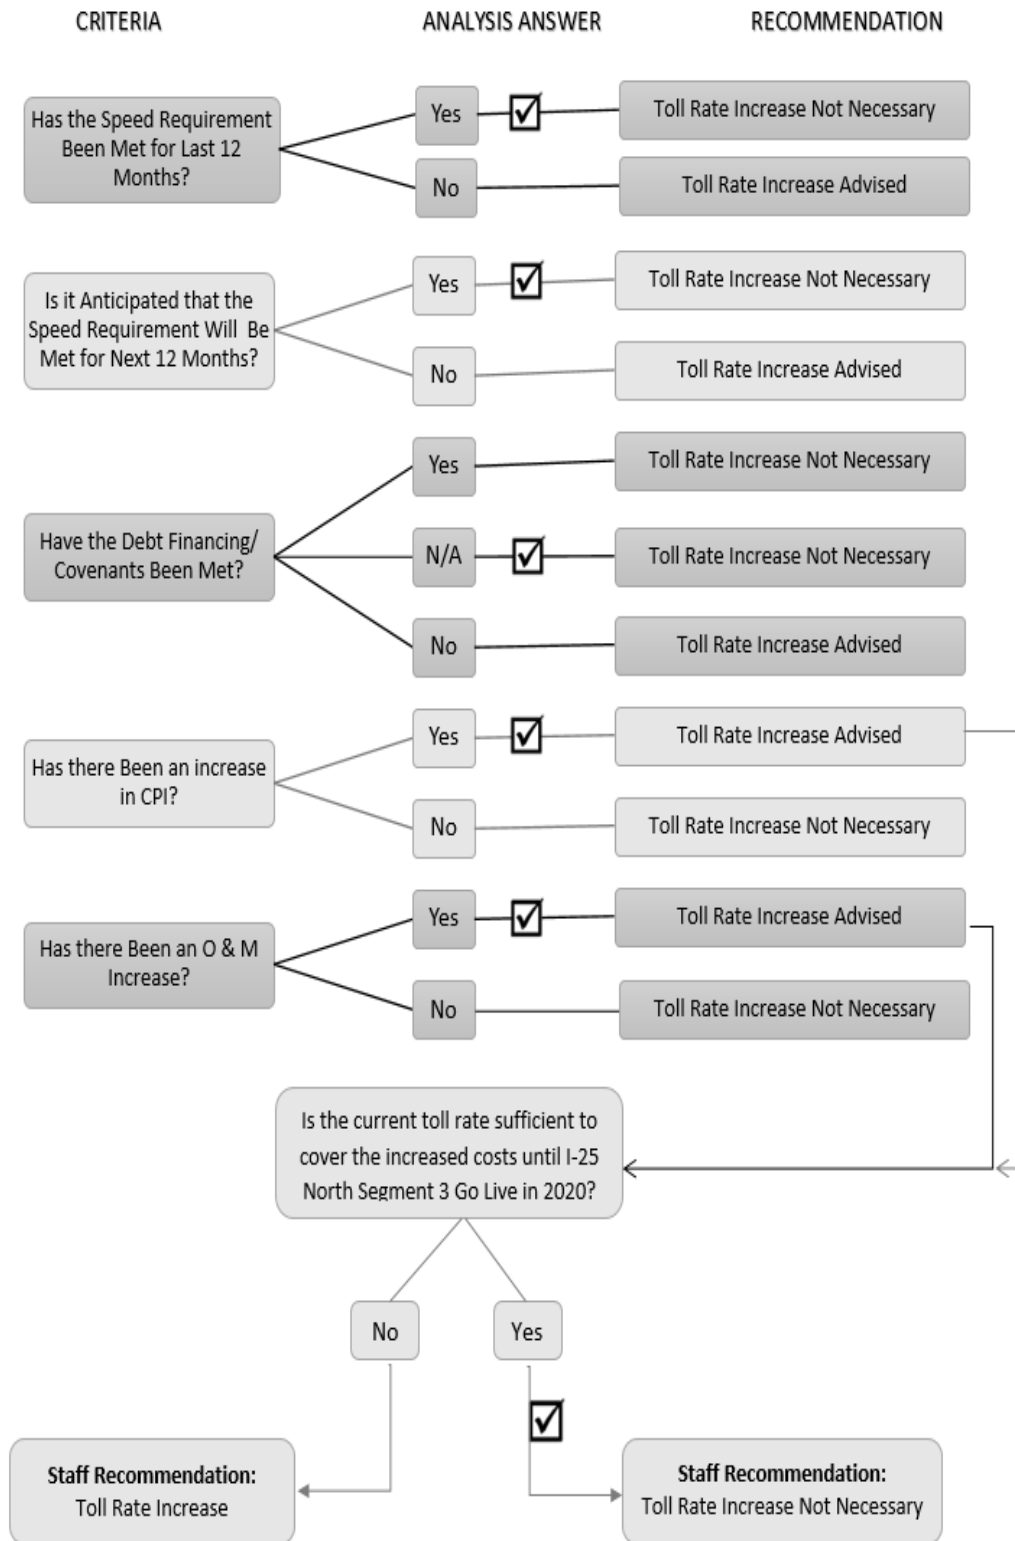 CRITERIA ANALYSIS ANSWER RECOMMENDATION
Has the Speed Requirement
Been Met for Last 12
Months?
Yes
Toll Rate Increase Not Necessary
No
Toll Rate Increase Advised
Is it Anticipated that the
Speed Requirement Will Be
Met for Next 12 Months?
Yes
Toll Rate Increase Not Necessary
No
Toll Rate Increase Advised
Have the Debt Financing/
Covenants Been Met?
Yes
Toll Rate Increase Not Necessary
N/A
Toll Rate Increase Not Necessary
No
Toll Rate Increase Advised
Has there Been an increase
in CPI?
Yes
Toll Rate Increase Advised
No
Toll Rate Increase Not Necessary
Has there Been an O & M
Increase?
Yes
Toll Rate Increase Advised
No
Toll Rate Increase Not Necessary
Is the current toll rate sufficient to
cover the increased costs until I-25
North Segment 3 Go Live in 2020?
No
Yes
Staff Recommendation:
Toll Rate Increase
Staff Recommendation:
Toll Rate Increase Not Necessary